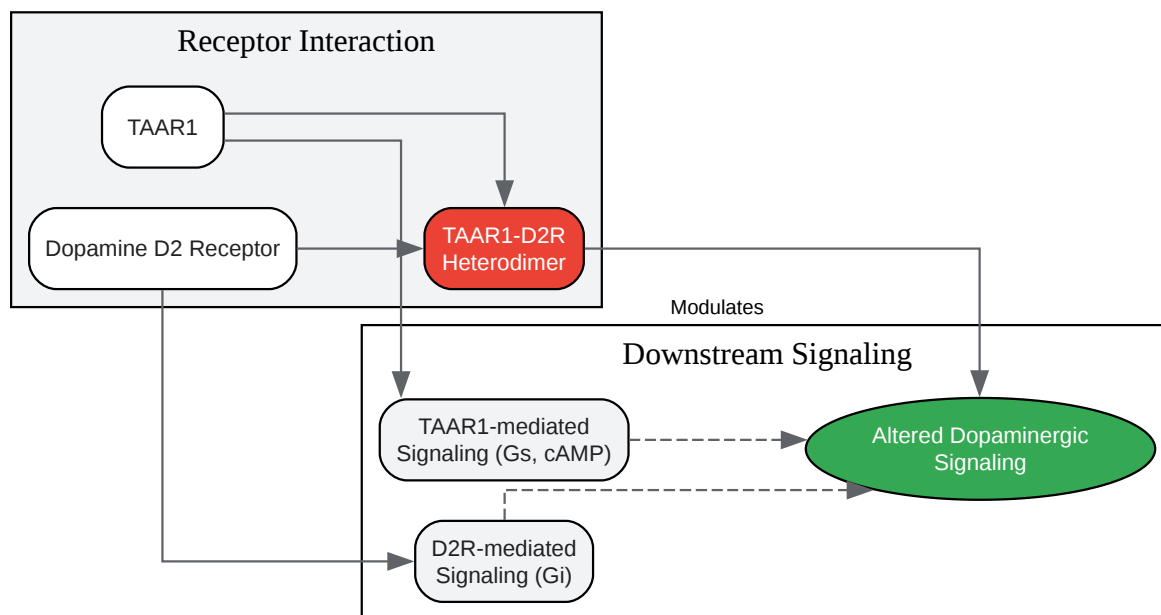 Receptor Interaction
TAAR1
Dopamine D2 Receptor
TAAR1-D2R
Heterodimer
Modulates
Downstream Signaling
TAAR1-mediated
Signaling (Gs, cAMP)
Altered Dopaminergic
Signaling
D2R-mediated
Signaling (Gi)